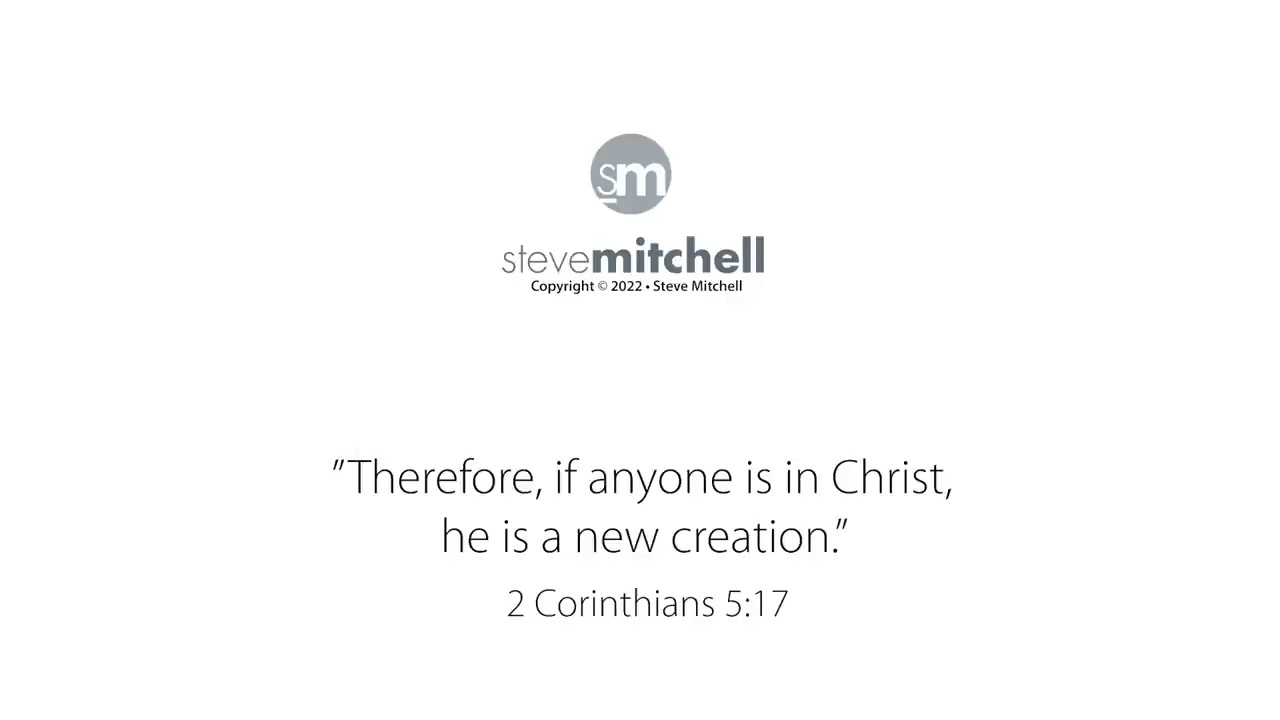 sm
stevemitchell
Copyright © 2022 • Steve Mitchell
"Therefore, if anyone is in Christ,
he is a new creation."
2 Corinthians 5:17